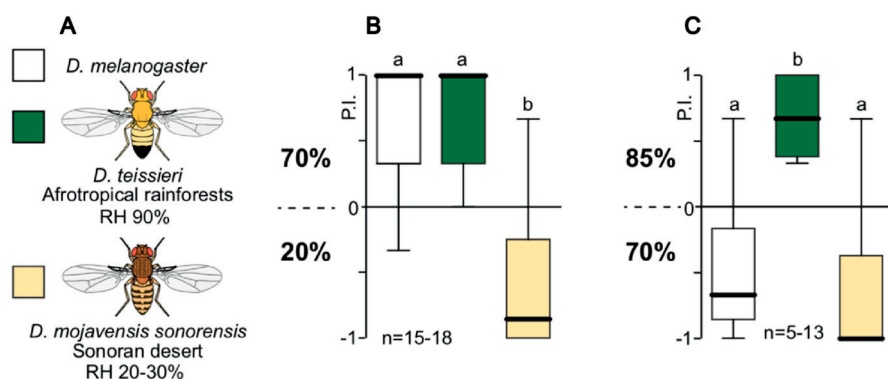 A
D. melanogaster
D. teissieri
Afrotropical rainforests
RH 90%
D. mojavensis sonorensis
Sonoran desert
RH 20-30%
B
a
a
b
1
P.I.
70%
0
20%
-1
n=15-18
C
b
a
a
1
P.I.
85%
0
70%
-1
n=5-13